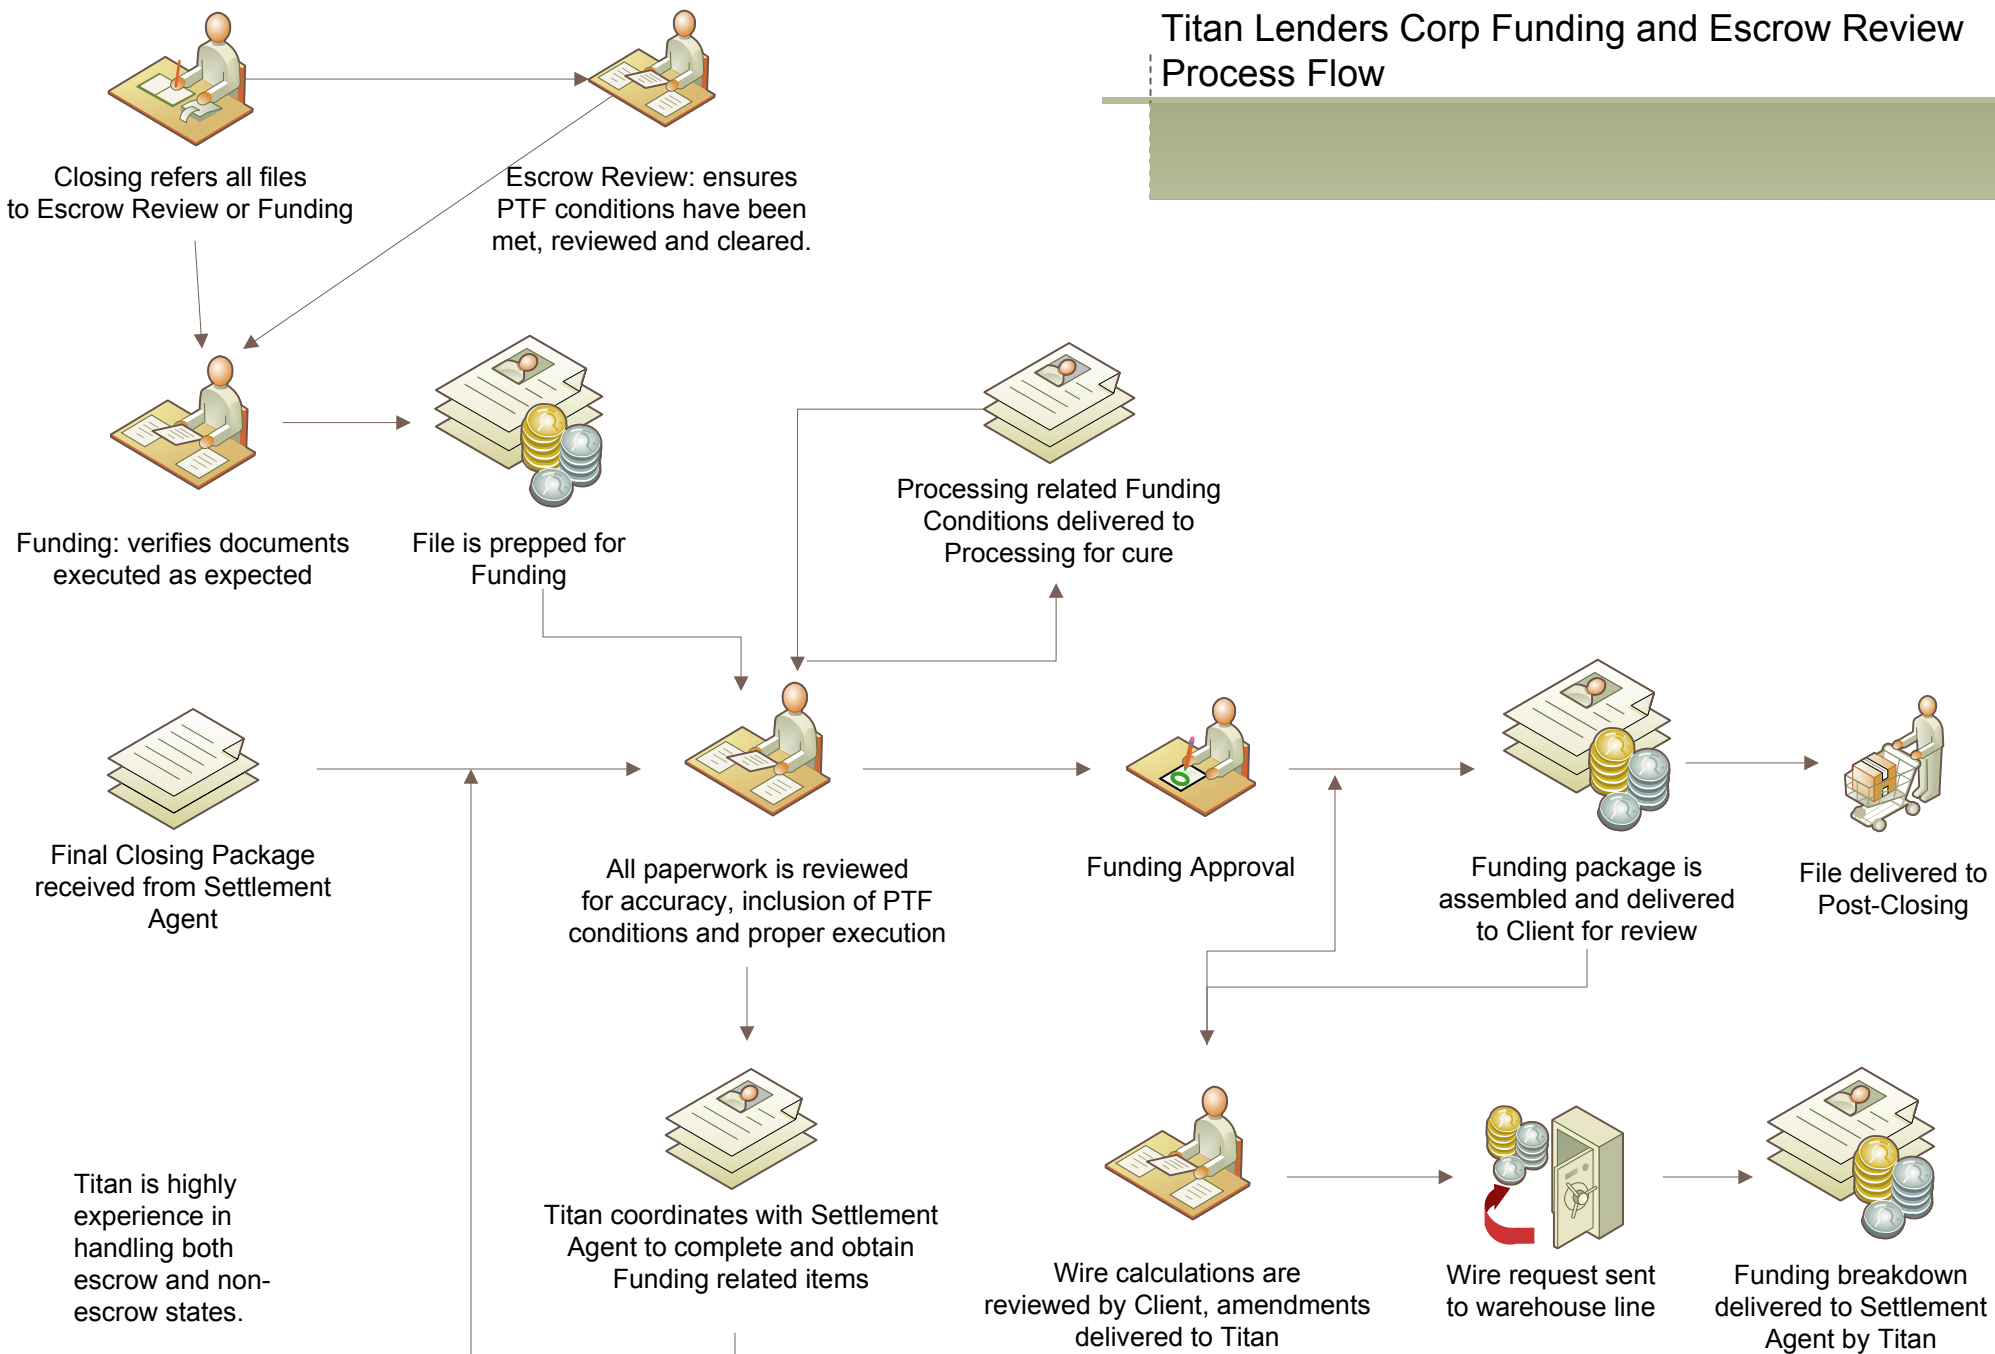 Titan Lenders Corp Funding and Escrow Review
Process Flow
Closing refers all files
to Escrow Review or Funding
Escrow Review: ensures
PTF conditions have been
met, reviewed and cleared.
Funding: verifies documents
executed as expected
File is prepped for
Funding
Processing related Funding
Conditions delivered to
Processing for cure
Final Closing Package
received from Settlement
Agent
All paperwork is reviewed
for accuracy, inclusion of PTF
conditions and proper execution
Funding Approval
Funding package is
assembled and delivered
to Client for review
File delivered to
Post-Closing
Titan is highly
experience in
handling both
escrow and non-
escrow states.
Titan coordinates with Settlement
Agent to complete and obtain
Funding related items
Wire calculations are
reviewed by Client, amendments
delivered to Titan
Wire request sent
to warehouse line
Funding breakdown
delivered to Settlement
Agent by Titan